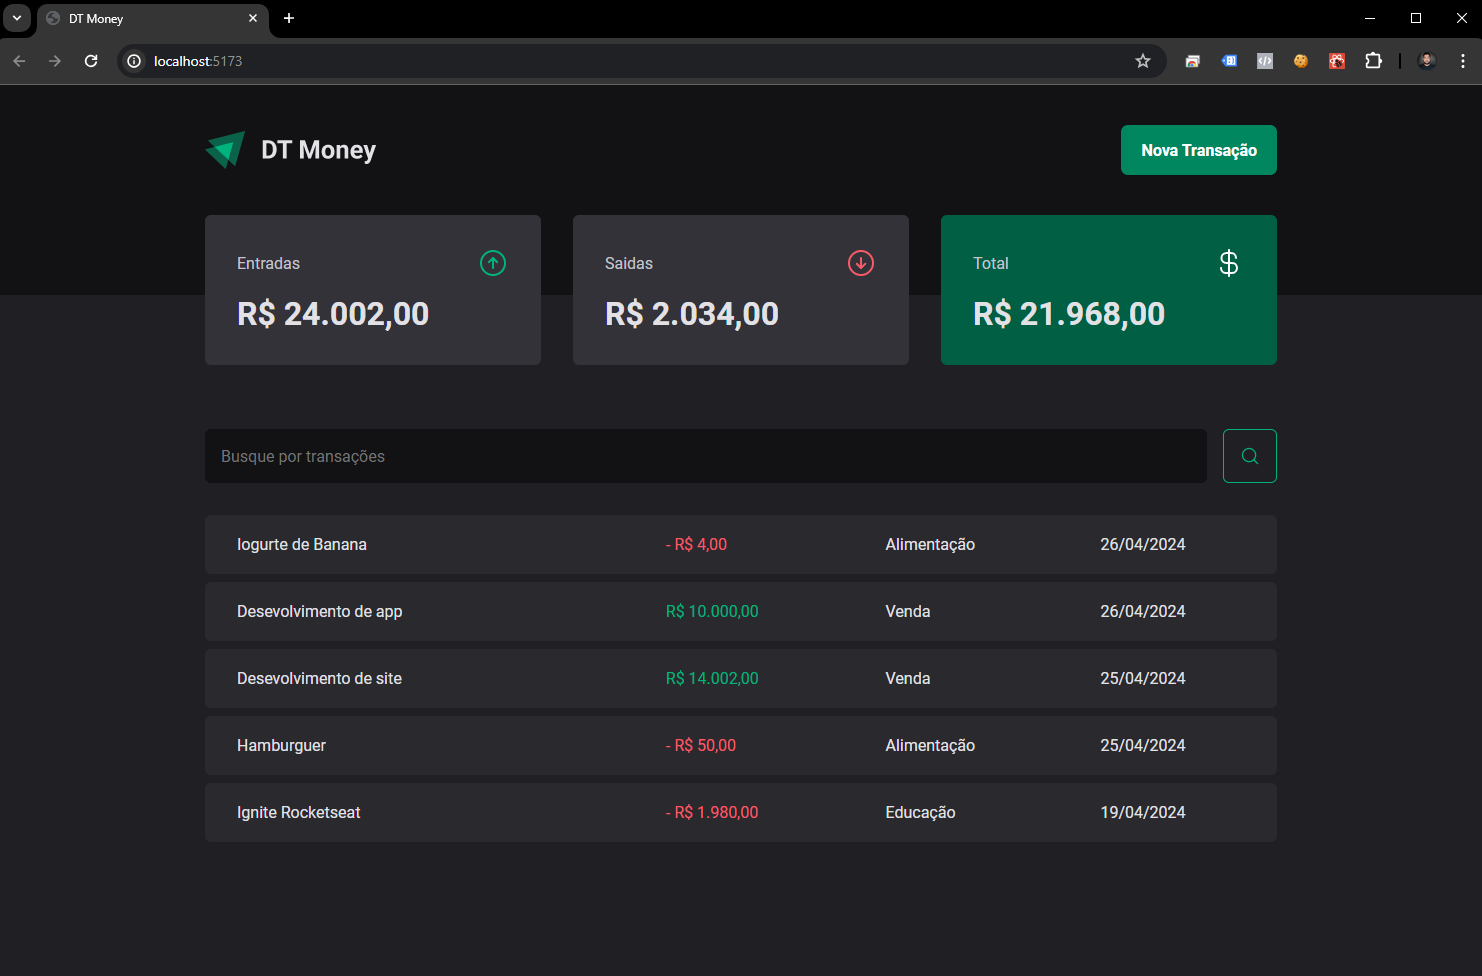 DT Money
localhost:5173
DT Money
Nova Transação
Entradas
R$ 24.002,00
Saidas
R$ 2.034,00
Total
$
R$ 21.968,00
Busque por transações
Iogurte de Banana - R$ 4,00 Alimentação 26/04/2024
Desevolvimento de app R$ 10.000,00 Venda 26/04/2024
Desevolvimento de site R$ 14.002,00 Venda 25/04/2024
Hamburguer - R$ 50,00 Alimentação 25/04/2024
Ignite Rocketseat - R$ 1.980,00 Educação 19/04/2024